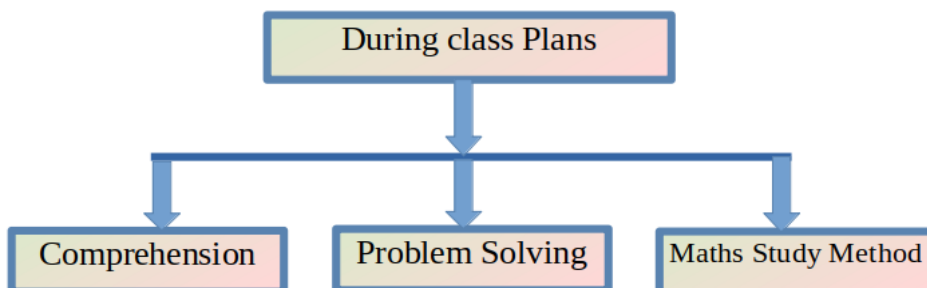 During class Plans
Comprehension
Problem Solving
Maths Study Method